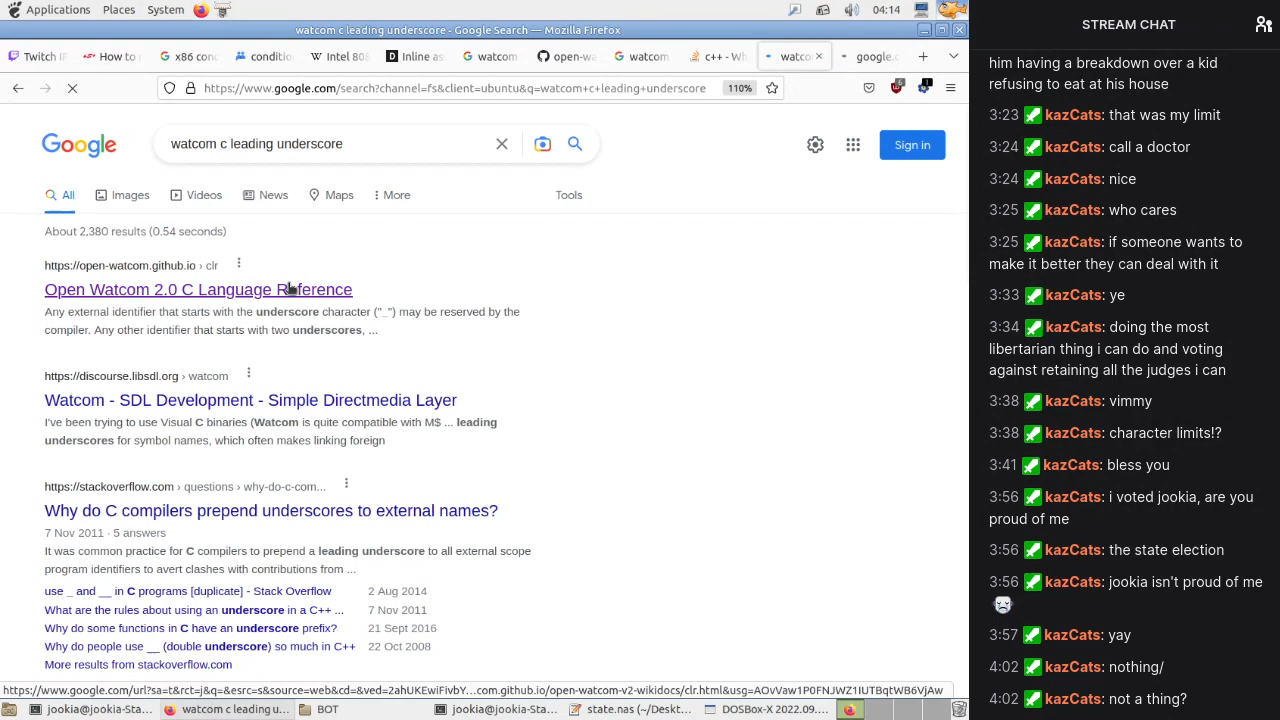 Applications Places System 04:14
watcom c leading underscore - Google Search — Mozilla Firefox
Twitch How to x86 con conditio Intel 808 Inline as watcom open-wa watcom c++ - Wh watco google.c
https://www.google.com/search?channel=fs&client=ubuntu&q=watcom+c+leading+underscore 110%
Google watcom c leading underscore Sign in
All Images Videos News Maps More Tools
About 2,380 results (0.54 seconds)
https://open-watcom.github.io › clr
Open Watcom 2.0 C Language Reference
Any external identifier that starts with the underscore character ("_") may be reserved by the
compiler. Any other identifier that starts with two underscores, ...
https://discourse.libsdl.org › watcom
Watcom - SDL Development - Simple Directmedia Layer
I've been trying to use Visual C binaries (Watcom is quite compatible with M$ ... leading
underscores for symbol names, which often makes linking foreign
https://stackoverflow.com › questions › why-do-c-com...
Why do C compilers prepend underscores to external names?
7 Nov 2011 · 5 answers
It was common practice for C compilers to prepend a leading underscore to all external scope
program identifiers to avert clashes with contributions from ...
use _ and __ in C programs [duplicate] - Stack Overflow 2 Aug 2014
What are the rules about using an underscore in a C++ ... 7 Nov 2011
Why do some functions in C have an underscore prefix? 21 Sept 2016
Why do people use __ (double underscore) so much in C++ 22 Oct 2008
More results from stackoverflow.com
https://www.google.com/url?sa=t&rct=j&q=&esrc=s&source=web&cd=&ved=2ahUKEwiFivbY...com.github.io/open-watcom-v2-wikidocs/clr.html&usg=AOvVaw1P0FNJWZ1IUTBqtWB6VjAw
jookia@jookia-Sta... watcom c leading u... BOT jookia@jookia-Sta... state.nas (~/Deskt... DOSBox-X 2022.09....
STREAM CHAT
him having a breakdown over a kid
refusing to eat at his house
3:23 kazCats: that was my limit
3:24 kazCats: call a doctor
3:24 kazCats: nice
3:25 kazCats: who cares
3:25 kazCats: if someone wants to
make it better they can deal with it
3:33 kazCats: ye
3:34 kazCats: doing the most
libertarian thing i can do and voting
against retaining all the judges i can
3:38 kazCats: vimmy
3:38 kazCats: character limits!?
3:41 kazCats: bless you
3:56 kazCats: i voted jookia, are you
proud of me
3:56 kazCats: the state election
3:56 kazCats: jookia isn't proud of me
3:57 kazCats: yay
4:02 kazCats: nothing/
4:02 kazCats: not a thing?